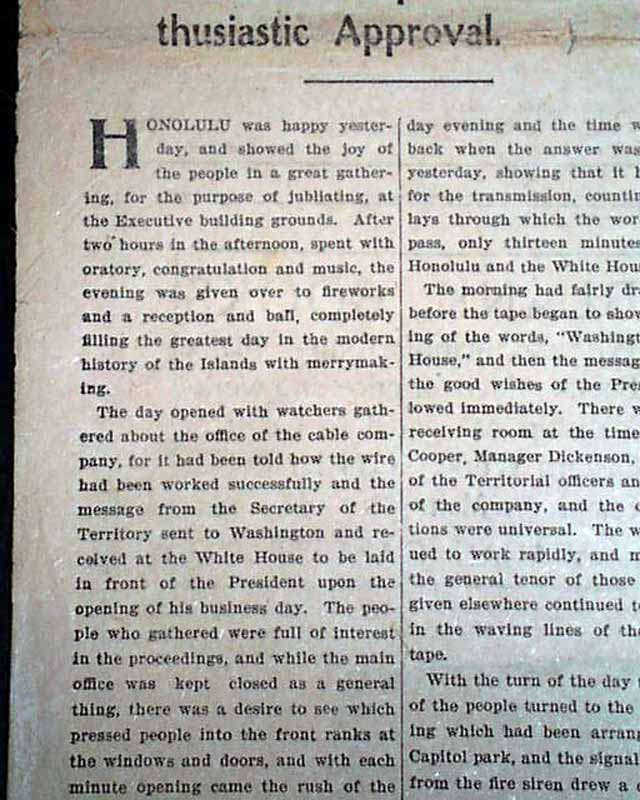 thusiastic Approval.
HONOLULU was happy yester-
day, and showed the joy of
the people in a great gather-
ing, for the purpose of jubliating, at
the Executive building grounds. After
two hours in the afternoon, spent with
oratory, congratulation and music, the
evening was given over to fireworks
and a reception and ball, completely
filling the greatest day in the modern
history of the Islands with merrymak-
ing.
The day opened with watchers gath-
ered about the office of the cable com-
pany, for it had been told how the wire
had been worked successfully and the
message from the Secretary of the
Territory sent to Washington and re-
ceived at the White House to be laid
in front of the President upon the
opening of his business day. The peo-
ple who gathered were full of interest
in the proceedings, and while the main
office was kept closed as a general
thing, there was a desire to see which
pressed people into the front ranks at
the windows and doors, and with each
minute opening came the rush of the
day evening and the time
back when the answer was
yesterday, showing that it
for the transmission, countin
lays through which the wor
pass, only thirteen minutes
Honolulu and the White Hou
The morning had fairly dr
before the tape began to show
ing of the words, "Washingt
House," and then the messag
the good wishes of the Pres
lowed immediately. There w
receiving room at the time
Cooper, Manager Dickenson,
of the Territorial officers an
of the company, and the
tions were universal. The w
ued to work rapidly, and m
the general tenor of those
given elsewhere continued t
in the waving lines of the
tape.
With the turn of the day
of the people turned to the
ing which had been arrang
Capitol park, and the signal
from the fire siren drew a